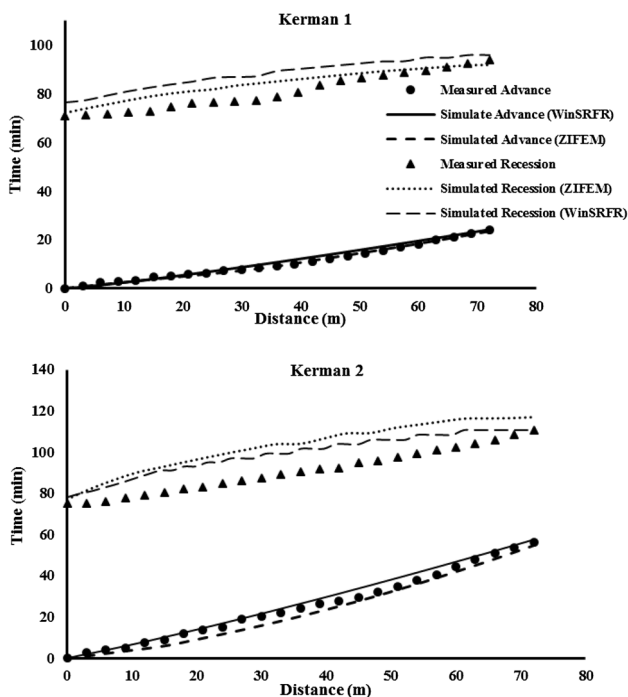 Kerman 1
100
80
60
40
20
0
Time (min)
0 10 20 30 40 50 60 70 80
Distance (m)
Measured Advance
Simulate Advance (WinSRFR)
Simulated Advance (ZIFEM)
Measured Recession
Simulated Recession (ZIFEM)
Simulated Recession (WinSRFR)
Kerman 2
140
120
100
80
60
40
20
0
Time (min)
0 10 20 30 40 50 60 70 80
Distance (m)